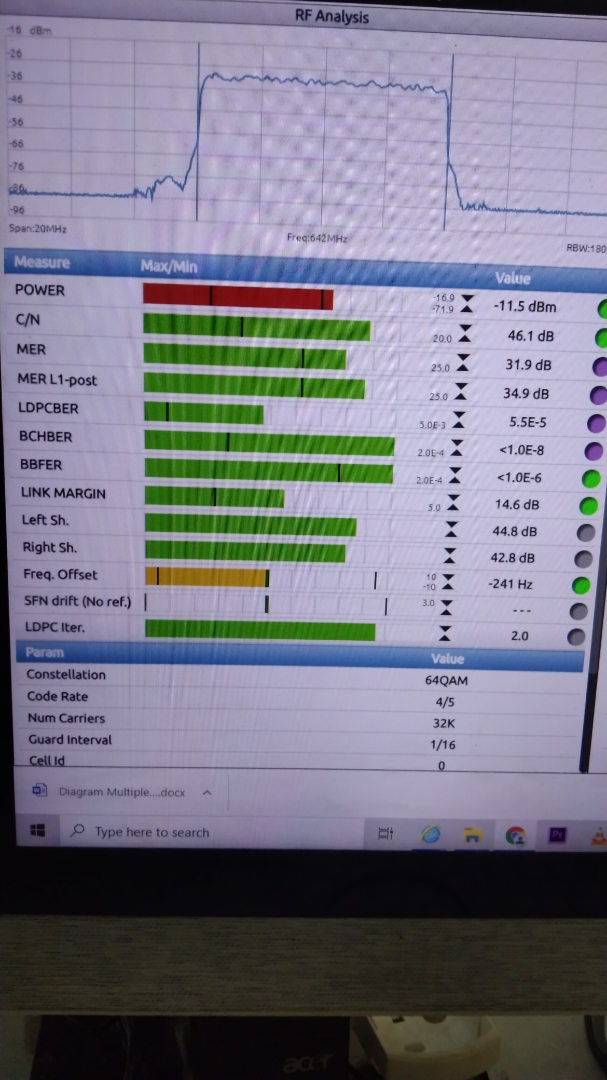 RF Analysis
-16 dBm
-26
-36
-46
-56
-66
-76
-86
-96
Span:20MHz
Freq:642MHz
RBW:180
Measure Max/Min Value
POWER -16.9 -71.9 -11.5 dBm
C/N 20.0 46.1 dB
MER 25.0 31.9 dB
MER L1-post 25.0 34.9 dB
LDPCBER 5.0E-3 5.5E-5
BCHBER 2.0E-4 <1.0E-8
BBFER 2.0E-4 <1.0E-6
LINK MARGIN 5.0 14.6 dB
Left Sh. 44.8 dB
Right Sh. 42.8 dB
Freq. Offset 10 -10 -241 Hz
SFN drift (No ref.) 3.0 ---
LDPC Iter. 2.0
Param Value
Constellation 64QAM
Code Rate 4/5
Num Carriers 32K
Guard Interval 1/16
Cell Id 0
Diagram Multiple....docx
Type here to search
Pr
acer